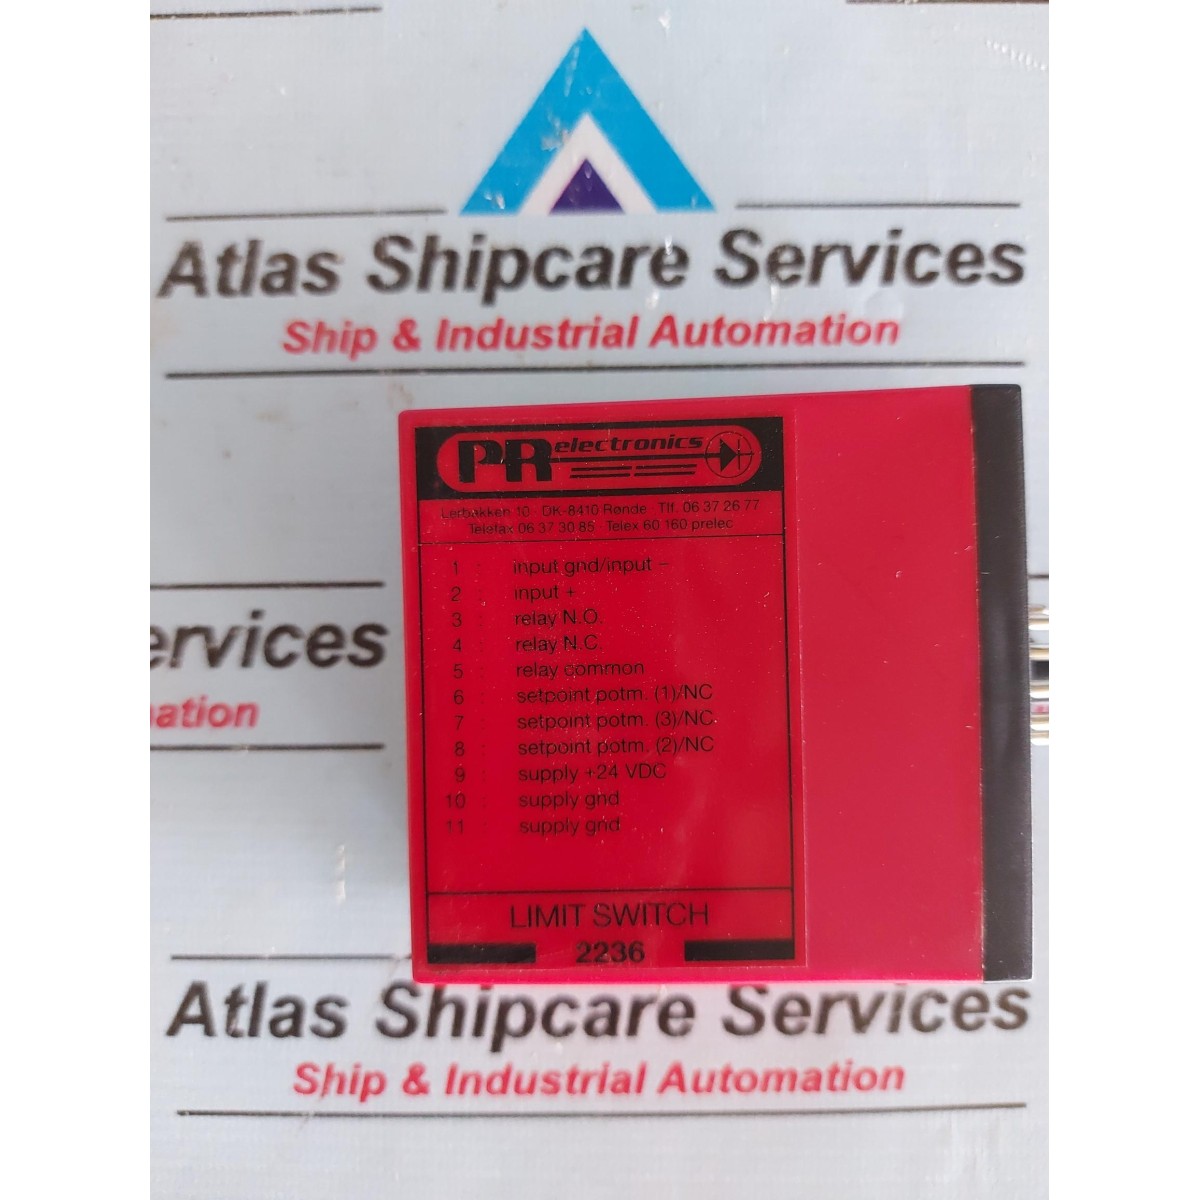 Atlas Shipcare Services
Ship & Industrial Automation
PR electronics
Lerbakken 10 · DK-8410 Rønde · Tlf. 06 37 26 77
Telefax 06 37 30 85 · Telex 60 160 prelec
1 : input gnd/input –
2 : input +
3 : relay N.O.
4 : relay N.C.
5 : relay common
6 : setpoint potm. (1)/NC
7 : setpoint potm. (3)/NC
8 : setpoint potm. (2)/NC
9 : supply +24 VDC
10 : supply gnd
11 : supply gnd
LIMIT SWITCH
2236
ervices
ation
Atlas Shipcare Services
Ship & Industrial Automation